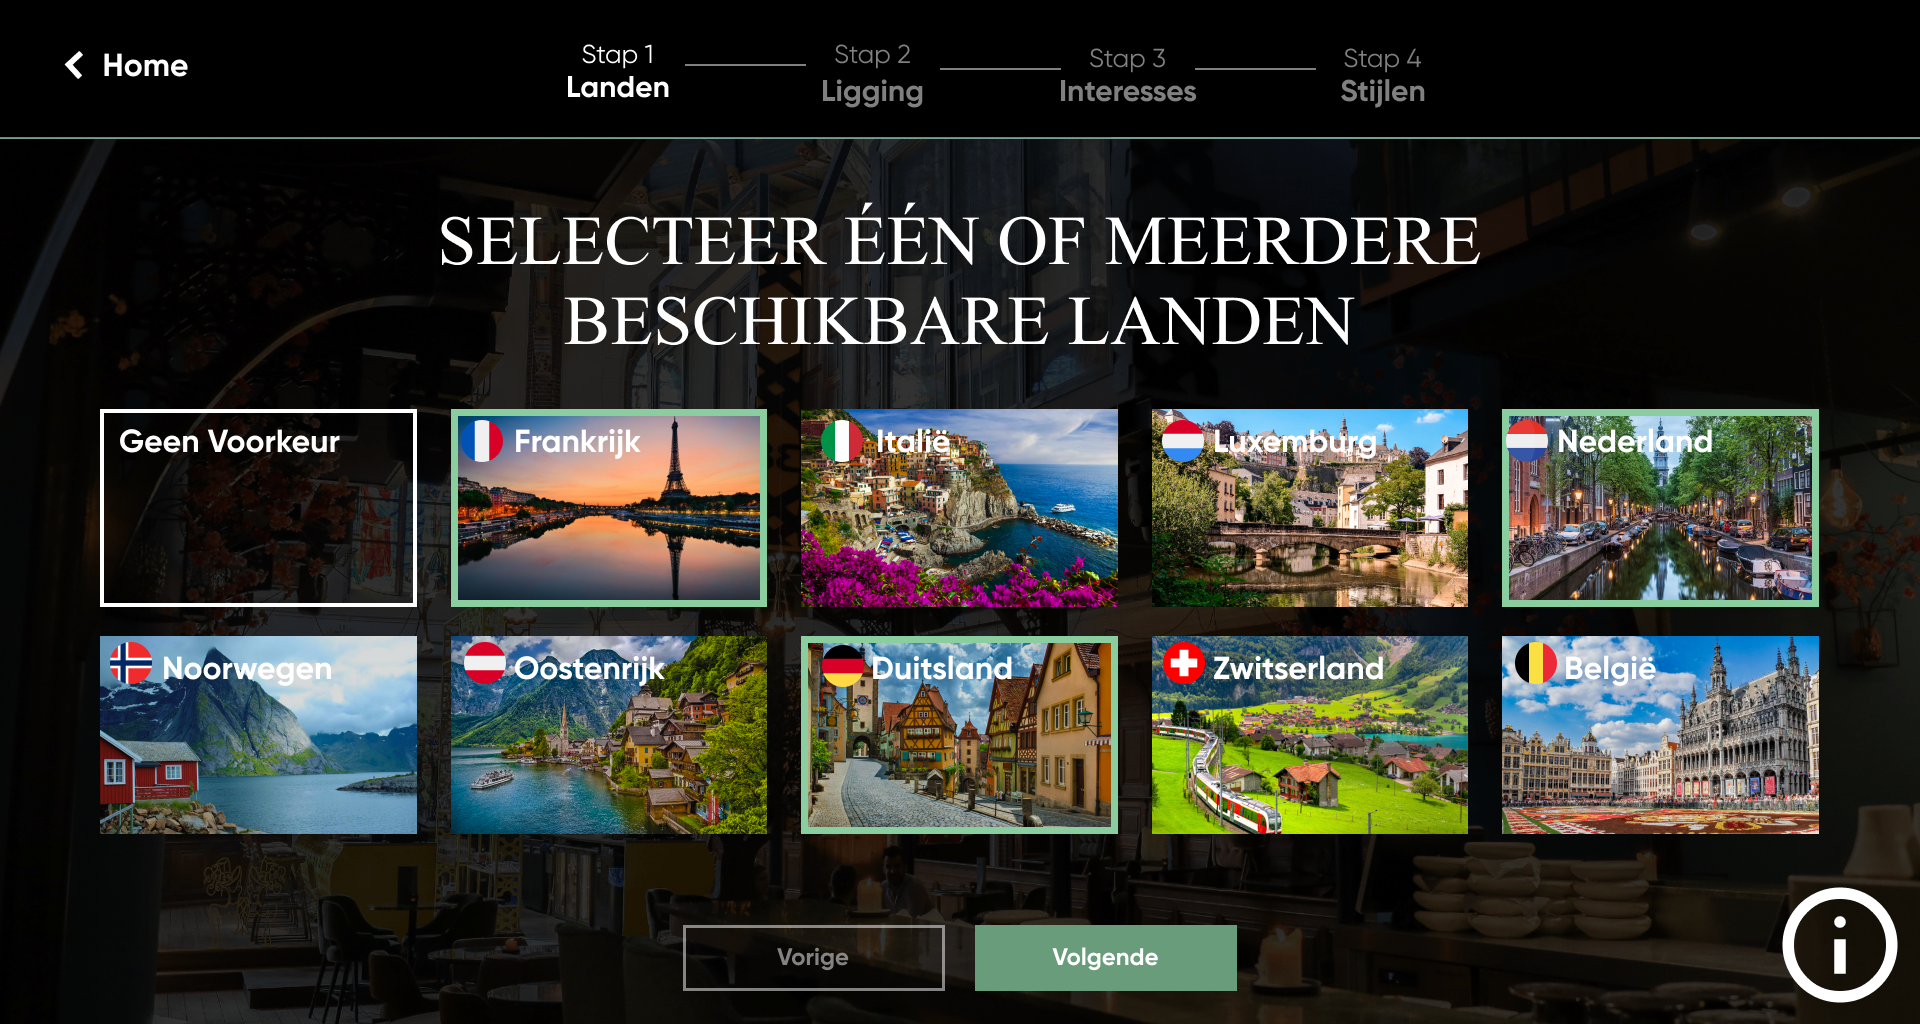 Home
Stap 1
Landen
Stap 2
Ligging
Stap 3
Interesses
Stap 4
Stijlen
SELECTEER ÉÉN OF MEERDERE
BESCHIKBARE LANDEN
Geen Voorkeur
Frankrijk
Italië
Luxemburg
Nederland
Noorwegen
Oostenrijk
Duitsland
Zwitserland
België
Vorige
Volgende
i